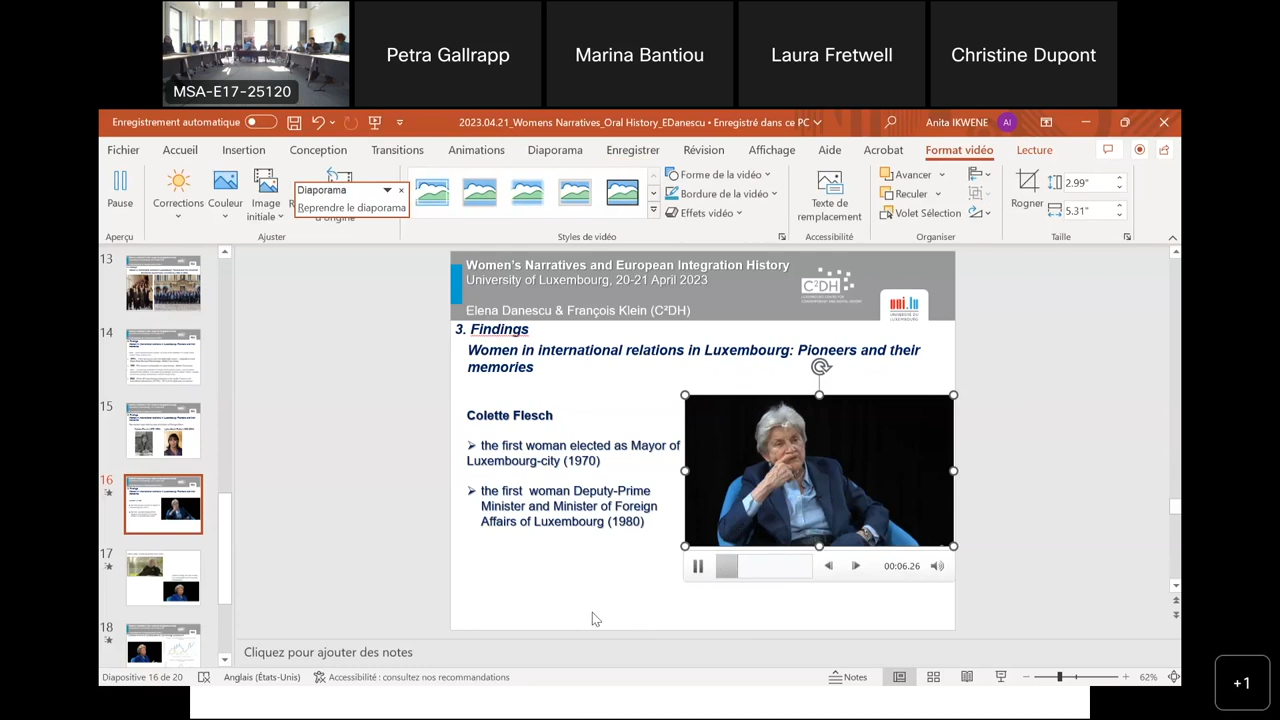 MSA-E17-25120
Petra Gallrapp
Marina Bantiou
Laura Fretwell
Christine Dupont
Enregistrement automatique
2023.04.21_Womens Narratives_Oral History_EDanescu • Enregistré dans ce PC
Anita IKWENE
AI
Fichier Accueil Insertion Conception Transitions Animations Diaporama Enregistrer Révision Affichage Aide Acrobat Format vidéo Lecture
Pause
Corrections
Couleur
Image initiale
d'origine
Diaporama
Reprendre le diaporama
Forme de la vidéo
Bordure de la vidéo
Effets vidéo
Texte de remplacement
Avancer
Reculer
Volet Sélection
Rogner
2.99"
5.31"
Aperçu
Ajuster
Styles de vidéo
Accessibilité
Organiser
Taille
13
14
15
16
17
18
Women's Narratives and European Integration History
University of Luxembourg, 20-21 April 2023
Elena Danescu & François Klein (C²DH)
C²DH
uni.lu
UNIVERSITÉ DU
LUXEMBOURG
3. Findings
Women in international relations in Luxembourg: Pioneers and their
memories
Colette Flesch
➢ the first woman elected as Mayor of
Luxembourg-city (1970)
➢ the first woman Deputy-Prime
Minister and Minister of Foreign
Affairs of Luxembourg (1980)
00:06.26
Cliquez pour ajouter des notes
Diapositive 16 de 20
Anglais (États-Unis)
Accessibilité : consultez nos recommandations
Notes
62%
+1